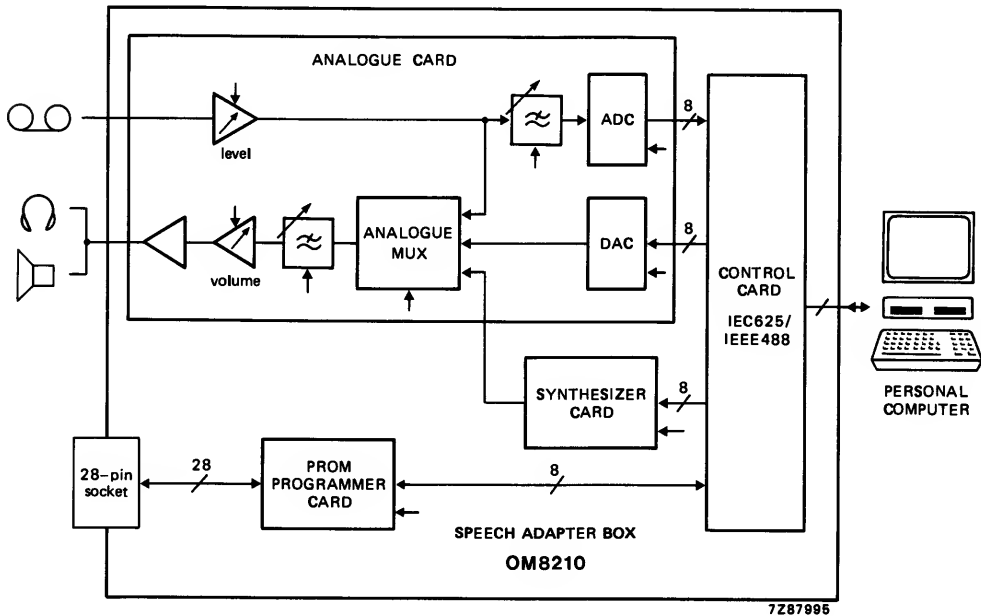 ANALOGUE CARD
level
ADC
8
ANALOGUE
MUX
DAC
8
volume
CONTROL
CARD
IEC625/
IEEE488
PERSONAL
COMPUTER
SYNTHESIZER
CARD
8
28-pin
socket
28
PROM
PROGRAMMER
CARD
8
SPEECH ADAPTER BOX
OM8210
7Z87995